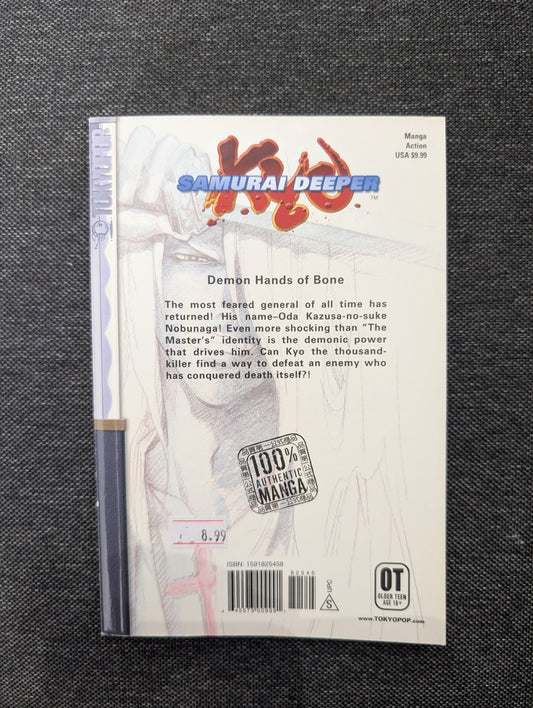 TOKYOPOP®
Manga
Action
USA $9.99
Kyo
SAMURAI DEEPER
™
Demon Hands of Bone
The most feared general of all time has
returned! His name–Oda Kazusa-no-suke
Nobunaga! Even more shocking than "The
Master's" identity is the demonic power
that drives him. Can Kyo the thousand-
killer find a way to defeat an enemy who
has conquered death itself?!
100%
AUTHENTIC
MANGA
8.99
ISBN: 1591825458
82545
UPC
S
OT
OLDER TEEN
AGE 16+
www.TOKYOPOP.com